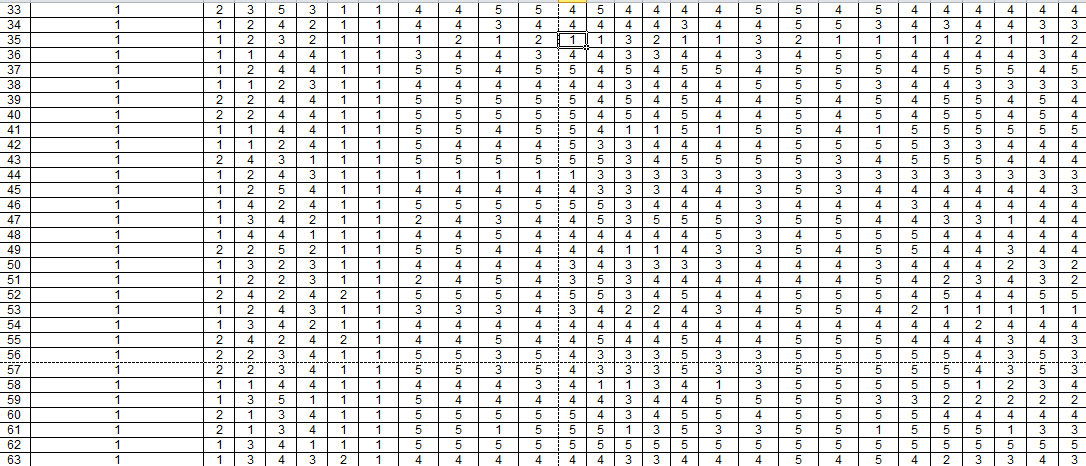 33 1 2 3 5 3 1 1 4 4 5 5 4 5 4 4 4 4 5 5 4 5 4 4 4 4 4 4
34 1 1 2 4 2 1 1 4 4 3 4 4 4 4 4 3 4 4 5 5 3 4 3 4 4 3 3
35 1 1 2 3 2 1 1 1 2 1 2 1 1 3 2 1 1 3 2 1 1 1 1 2 1 1 2
36 1 1 1 4 4 1 1 3 4 4 3 4 4 3 3 4 4 3 4 5 5 4 4 4 4 4 4
37 1 1 2 4 4 1 1 5 5 4 5 5 4 5 4 5 5 4 5 5 5 4 5 5 5 4 5
38 1 1 1 2 3 1 1 4 4 4 4 4 4 3 4 4 4 5 5 5 3 4 4 3 3 3 3
39 1 2 2 4 4 1 1 5 5 5 5 5 4 5 4 5 4 4 5 4 5 4 5 5 4 5 4
40 1 2 2 4 4 1 1 5 5 5 5 5 4 5 4 5 4 4 5 4 5 4 5 5 4 5 4
41 1 1 1 4 4 1 1 5 5 4 5 5 4 1 1 5 1 5 5 4 1 5 5 5 5 5 5
42 1 1 1 2 4 1 1 5 4 4 4 5 3 3 4 4 4 4 4 5 5 5 3 3 4 4 4
43 1 2 4 3 1 1 1 5 5 5 5 5 5 3 4 5 5 5 5 3 4 5 5 5 4 4 4
44 1 1 2 4 3 1 1 1 1 1 1 1 3 3 3 3 3 3 3 3 3 3 3 3 3 3 3
45 1 1 2 5 4 1 1 4 4 4 4 4 3 3 3 4 4 3 5 3 4 4 4 4 4 4 3
46 1 1 4 2 4 1 1 5 5 5 5 5 5 3 4 4 4 3 4 4 4 3 4 4 4 4 4
47 1 1 3 4 2 1 1 2 4 3 4 4 5 3 5 5 5 3 5 5 4 4 3 3 1 4 4
48 1 1 4 4 1 1 1 4 4 5 4 4 4 4 4 4 5 3 4 5 5 5 4 4 4 4 4
49 1 2 2 5 2 1 1 5 5 4 4 4 4 1 1 4 3 3 5 4 5 5 4 4 3 4 4
50 1 1 3 2 3 1 1 4 4 4 4 3 4 3 3 3 3 4 4 4 3 4 4 4 2 3 2
51 1 1 2 2 3 1 1 2 4 5 4 3 5 3 4 4 4 4 4 4 5 4 2 3 4 3 2
52 1 2 4 2 4 2 1 5 5 5 4 5 5 3 4 5 4 4 5 5 5 4 5 4 4 5 5
53 1 1 2 4 3 1 1 3 3 3 4 3 4 2 2 4 3 4 5 5 4 2 1 1 1 1 1
54 1 1 3 4 2 1 1 4 4 4 4 4 4 4 4 4 4 4 4 4 4 4 4 2 4 4 4
55 1 2 4 2 4 2 1 4 4 5 4 4 5 4 4 4 4 4 5 5 5 4 4 4 3 4 3
56 1 2 2 3 4 1 1 5 5 3 5 4 3 3 3 5 3 3 5 5 5 5 5 4 3 5 3
57 1 2 2 3 4 1 1 5 5 3 5 4 3 3 3 5 3 3 5 5 5 5 5 4 3 5 3
58 1 1 1 4 4 1 1 4 4 4 3 4 1 1 3 4 1 3 5 5 5 5 5 1 2 3 4
59 1 1 3 5 1 1 1 5 4 4 4 4 4 3 4 4 5 5 5 5 3 3 2 2 2 2 2
60 1 2 1 3 4 1 1 5 5 5 5 5 4 3 4 5 5 4 5 5 5 5 4 4 4 4 4
61 1 2 1 3 4 1 1 5 5 1 5 5 5 1 3 5 3 3 5 5 1 5 5 5 1 3 3
62 1 1 3 4 1 1 1 5 5 5 5 5 5 5 5 5 5 5 5 5 5 5 5 5 5 5 5
63 1 1 3 4 3 2 1 4 4 4 4 4 4 3 3 4 4 4 5 4 5 4 2 3 3 4 3